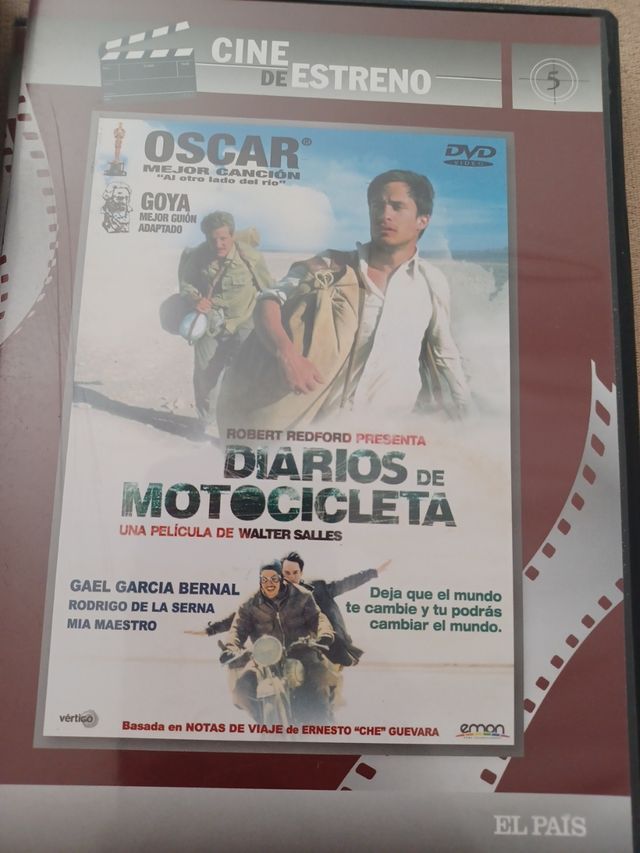 CINE
DE ESTRENO
5
OSCAR®
MEJOR CANCIÓN
"Al otro lado del río"
DVD
VIDEO
GOYA
MEJOR GUIÓN
ADAPTADO
ROBERT REDFORD PRESENTA
DIARIOS DE
MOTOCICLETA
UNA PELÍCULA DE WALTER SALLES
GAEL GARCIA BERNAL
RODRIGO DE LA SERNA
MIA MAESTRO
Deja que el mundo
te cambie y tu podrás
cambiar el mundo.
vértigo
Basada en NOTAS DE VIAJE de ERNESTO "CHE" GUEVARA
emon
EL PAÍS